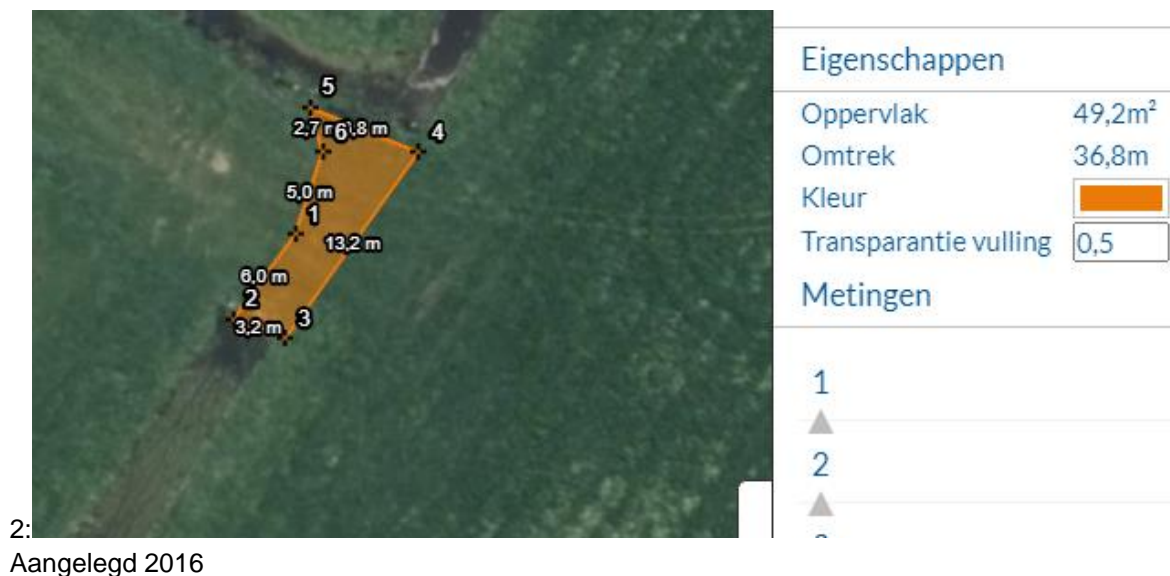 5
2,7 m
6
,8 m
4
5,0 m
1
13,2 m
6,0 m
2
3,2 m
3
Eigenschappen
Oppervlak 49,2m²
Omtrek 36,8m
Kleur
Transparantie vulling 0,5
Metingen
1
2
2:
Aangelegd 2016